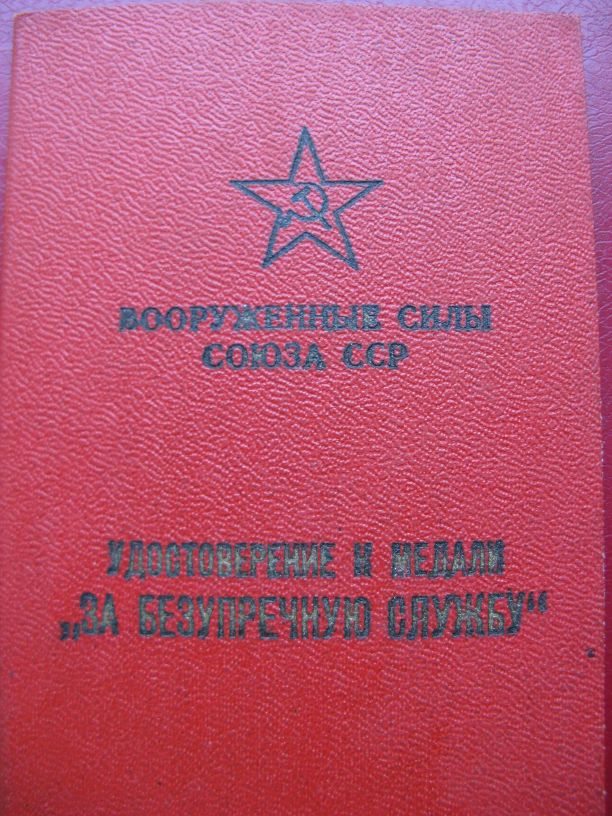 ВООРУЖЕННЫЕ СИЛЫ
СОЮЗА ССР
УДОСТОВЕРЕНИЕ К МЕДАЛИ
„ЗА БЕЗУПРЕЧНУЮ СЛУЖБУ“